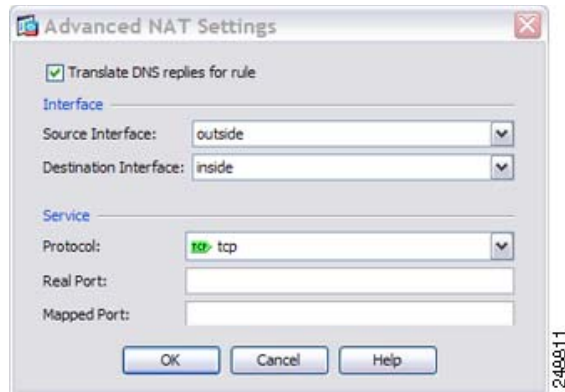 Advanced NAT Settings
Translate DNS replies for rule
Interface
Source Interface: outside
Destination Interface: inside
Service
Protocol: TCP tcp
Real Port:
Mapped Port:
OK Cancel Help
248811